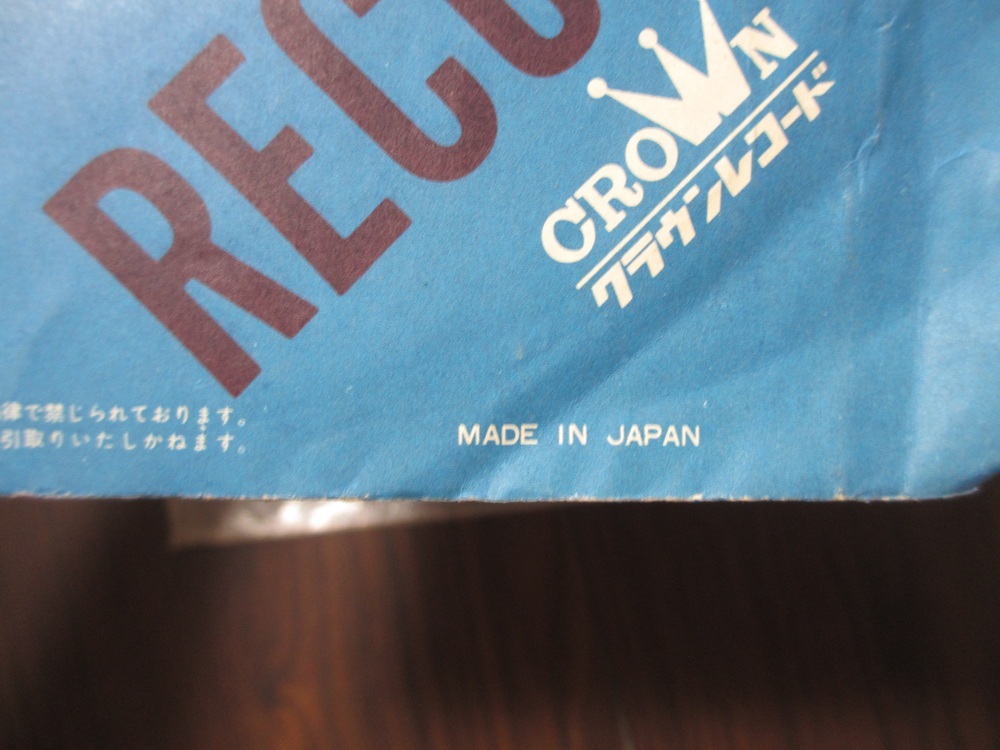 RECO
CROWN
クラウンレコード
律で禁じられております。
引取りいたしかねます。
MADE IN JAPAN